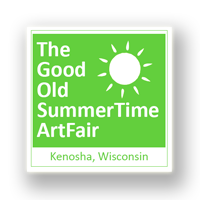 The
Good
Old
SummerTime
ArtFair
Kenosha, Wisconsin